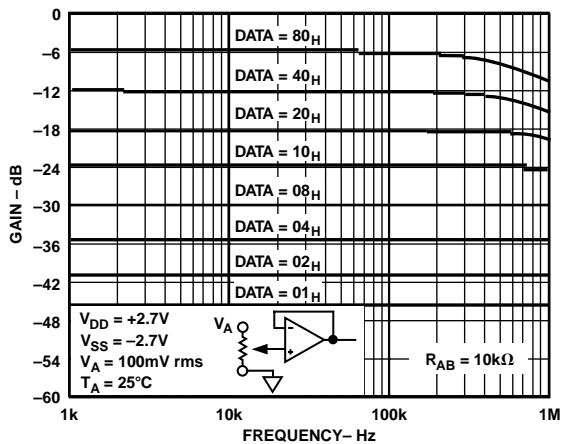 0
–6
–12
–18
–24
–30
–36
–42
–48
–54
–60
GAIN – dB
DATA = 80H
DATA = 40H
DATA = 20H
DATA = 10H
DATA = 08H
DATA = 04H
DATA = 02H
DATA = 01H
VDD = +2.7V
VSS = –2.7V
VA = 100mV rms
TA = 25°C
VA
–
+
RAB = 10kΩ
1k
10k
100k
1M
FREQUENCY– Hz